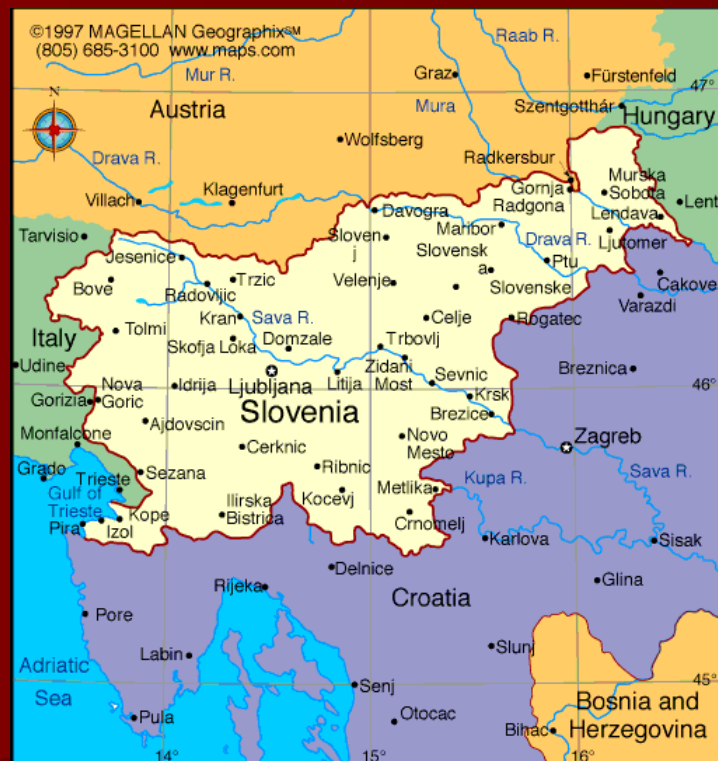 ©1997 MAGELLAN Geographix℠
(805) 685-3100 www.maps.com
Raab R.
Mur R.
Graz
Fürstenfeld
47°
N
Austria
Mura
Szentgotthár
Hungary
Wolfsberg
Drava R.
Radkersbur
Murska
Sobota
Villach
Klagenfurt
Gornja
Radgona
Lendava
Lent
Davogra
Tarvisio
Sloven
j
Maribor
Drava R.
Ljutomer
Jesenice
Slovensk
a
Ptu
Bove
Radovljic
Trzic
Velenje
Slovenske
Cakove
Varazdi
Kran
Sava R.
Celje
Rogatec
Italy
Tolmi
Skofja Loka
Domzale
Trbovlj
Udine
Zidani
Most
Breznica
Nova
Goric
Idrija
Ljubljana
Litija
Sevnic
46°
Gorizia
Slovenia
Krsk
Brezice
Ajdovscin
Monfalcone
Cerknic
Novo
Mesto
Zagreb
Grado
Trieste
Sezana
Ribnic
Kupa R.
Sava R.
Gulf of
Trieste
Kocevj
Metlika
Pira
Kope
Izol
Ilirska
Bistrica
Crnomelj
Karlova
Sisak
Delnice
Rijeka
Croatia
Glina
Pore
Labin
Slunj
Adriatic
Sea
Senj
45°
Pula
Otocac
Bosnia and
Herzegovina
Bihac
14°
15°
16°